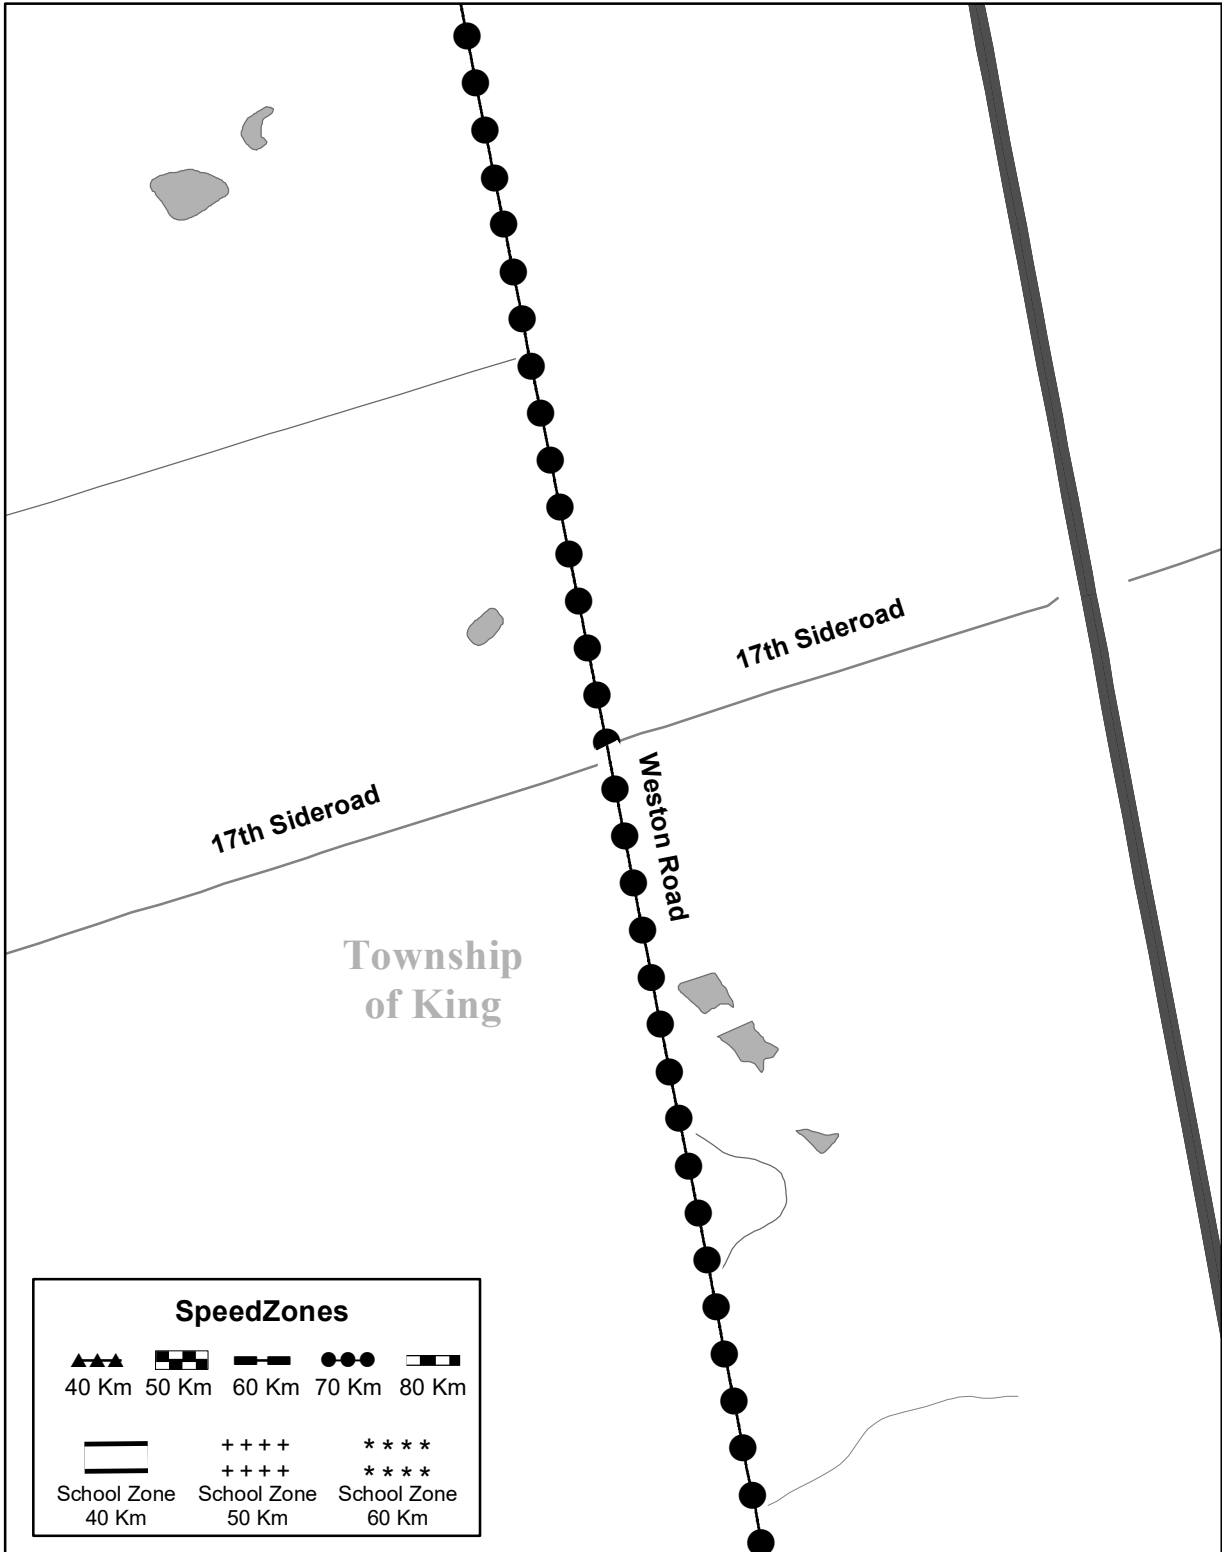 17th Sideroad
Weston Road
17th Sideroad
Township
of King
SpeedZones
40 Km 50 Km 60 Km 70 Km 80 Km
++++ ****
++++ ****
School Zone School Zone School Zone
40 Km 50 Km 60 Km